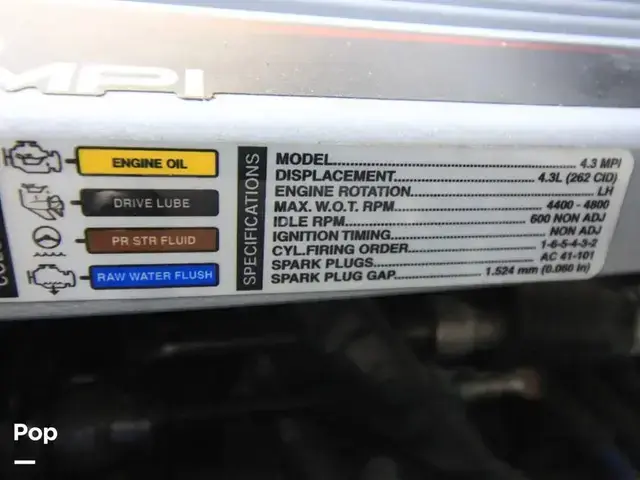 MPI
ENGINE OIL
DRIVE LUBE
PR STR FLUID
RAW WATER FLUSH
SPECIFICATIONS
MODEL........................4.3 MPI
DISPLACEMENT........................4.3L (262 CID)
ENGINE ROTATION........................LH
MAX. W.O.T. RPM........................4400 - 4800
IDLE RPM........................600 NON ADJ
IGNITION TIMING........................NON ADJ
CYL.FIRING ORDER........................1-6-5-4-3-2
SPARK PLUGS........................AC 41-101
SPARK PLUG GAP........................1.524 mm (0.060 in)
Pop